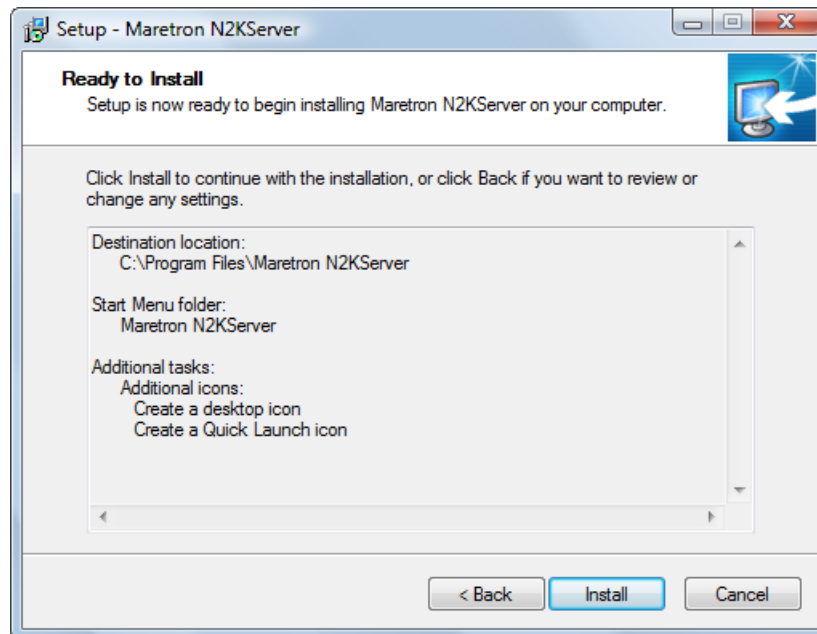 Setup - Maretron N2KServer
Ready to Install
Setup is now ready to begin installing Maretron N2KServer on your computer.
Click Install to continue with the installation, or click Back if you want to review or
change any settings.
Destination location:
C:\Program Files\Maretron N2KServer
Start Menu folder:
Maretron N2KServer
Additional tasks:
Additional icons:
Create a desktop icon
Create a Quick Launch icon
< Back
Install
Cancel